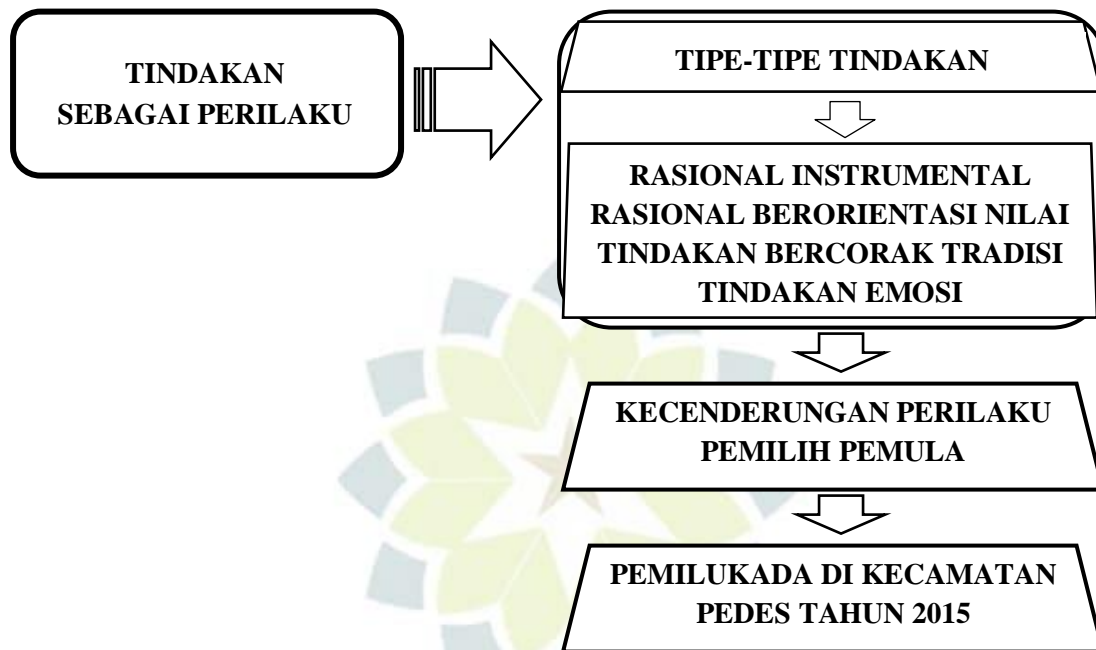 TINDAKAN
SEBAGAI PERILAKU
TIPE-TIPE TINDAKAN
RASIONAL INSTRUMENTAL
RASIONAL BERORIENTASI NILAI
TINDAKAN BERCORAK TRADISI
TINDAKAN EMOSI
KECENDERUNGAN PERILAKU
PEMILIH PEMULA
PEMILUKADA DI KECAMATAN
PEDES TAHUN 2015